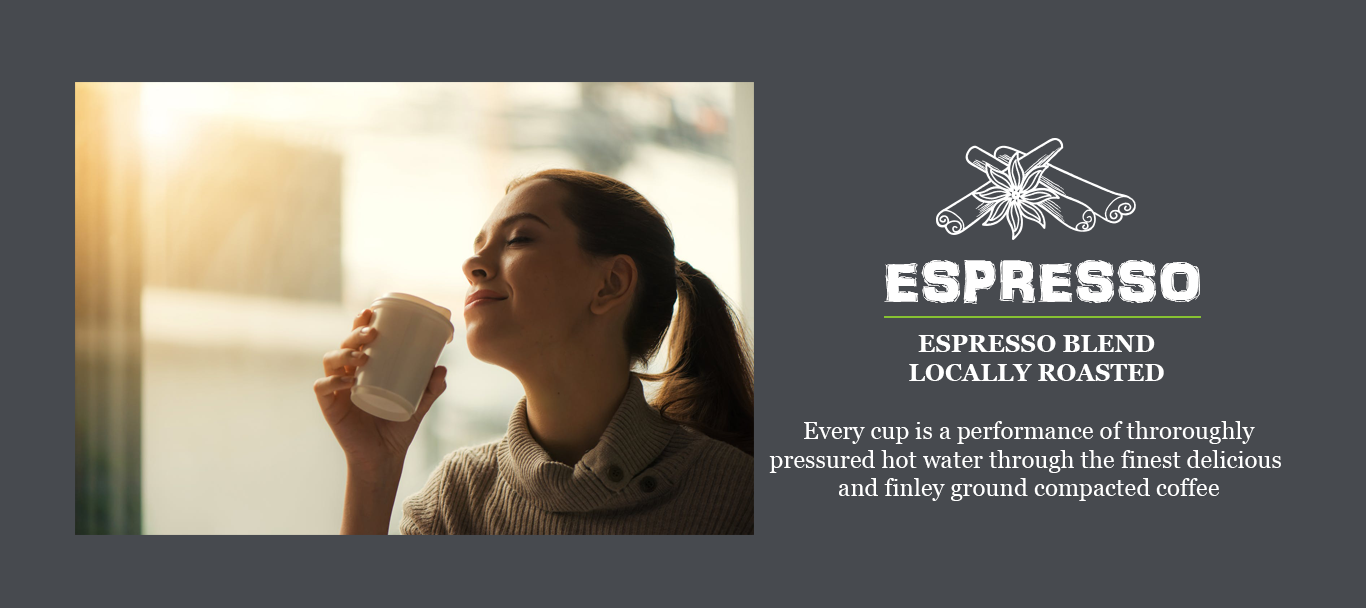 ESPRESSO
ESPRESSO BLEND
LOCALLY ROASTED
Every cup is a performance of throroughly
pressured hot water through the finest delicious
and finley ground compacted coffee